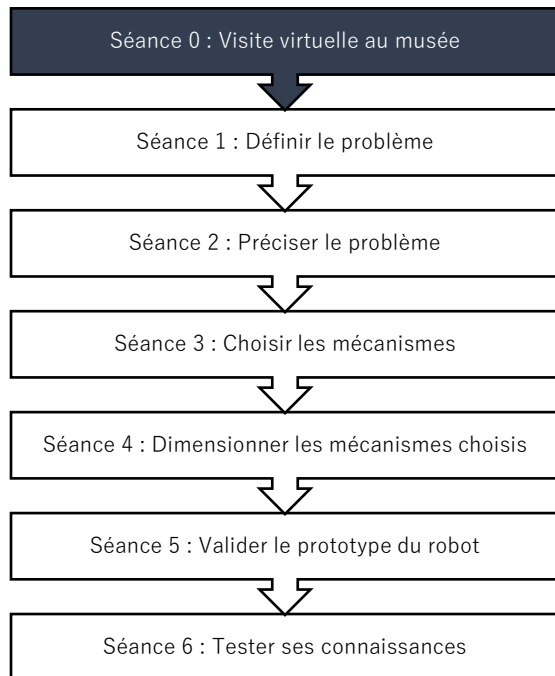 Séance 0 : Visite virtuelle au musée
Séance 1 : Définir le problème
Séance 2 : Préciser le problème
Séance 3 : Choisir les mécanismes
Séance 4 : Dimensionner les mécanismes choisis
Séance 5 : Valider le prototype du robot
Séance 6 : Tester ses connaissances